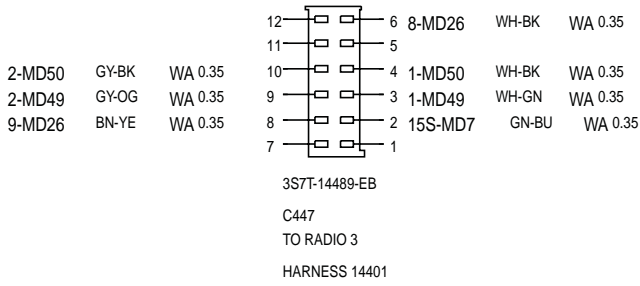 12 6 8-MD26 WH-BK WA 0.35
11 5
2-MD50 GY-BK WA 0.35 10 4 1-MD50 WH-BK WA 0.35
2-MD49 GY-OG WA 0.35 9 3 1-MD49 WH-GN WA 0.35
9-MD26 BN-YE WA 0.35 8 2 15S-MD7 GN-BU WA 0.35
7 1
3S7T-14489-EB
C447
TO RADIO 3
HARNESS 14401